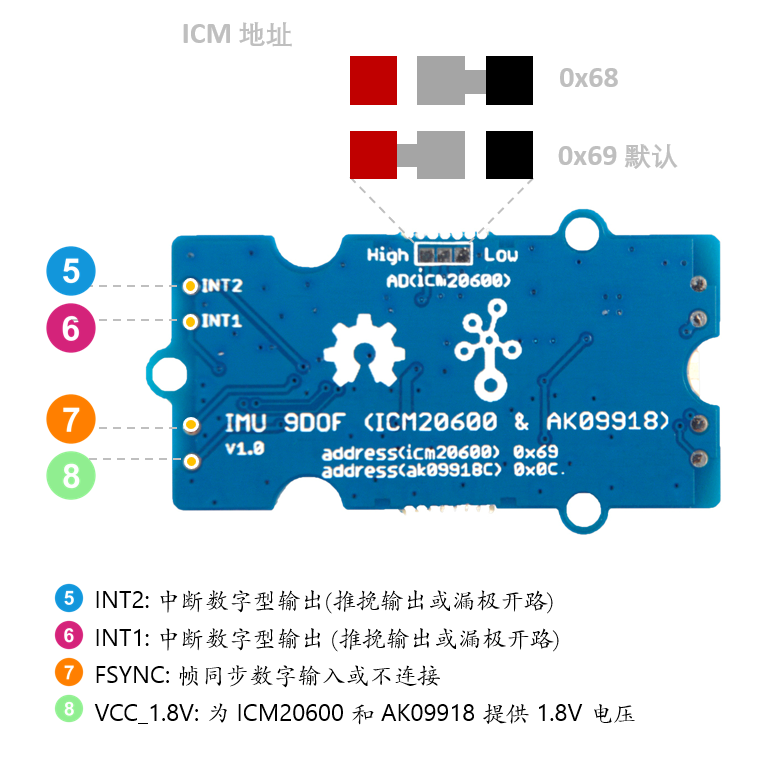 ICM 地址
0x68
0x69 默认
High
Low
AD(icm20600)
5
INT2
6
INT1
7
IMU 9DOF (ICM20600 & AK09918)
v1.0
8
address(icm20600) 0x69
address(ak09918C) 0x0C.
5 INT2: 中断数字型输出(推挽输出或漏极开路)
6 INT1: 中断数字型输出 (推挽输出或漏极开路)
7 FSYNC: 帧同步数字输入或不连接
8 VCC_1.8V: 为 ICM20600 和 AK09918 提供 1.8V 电压